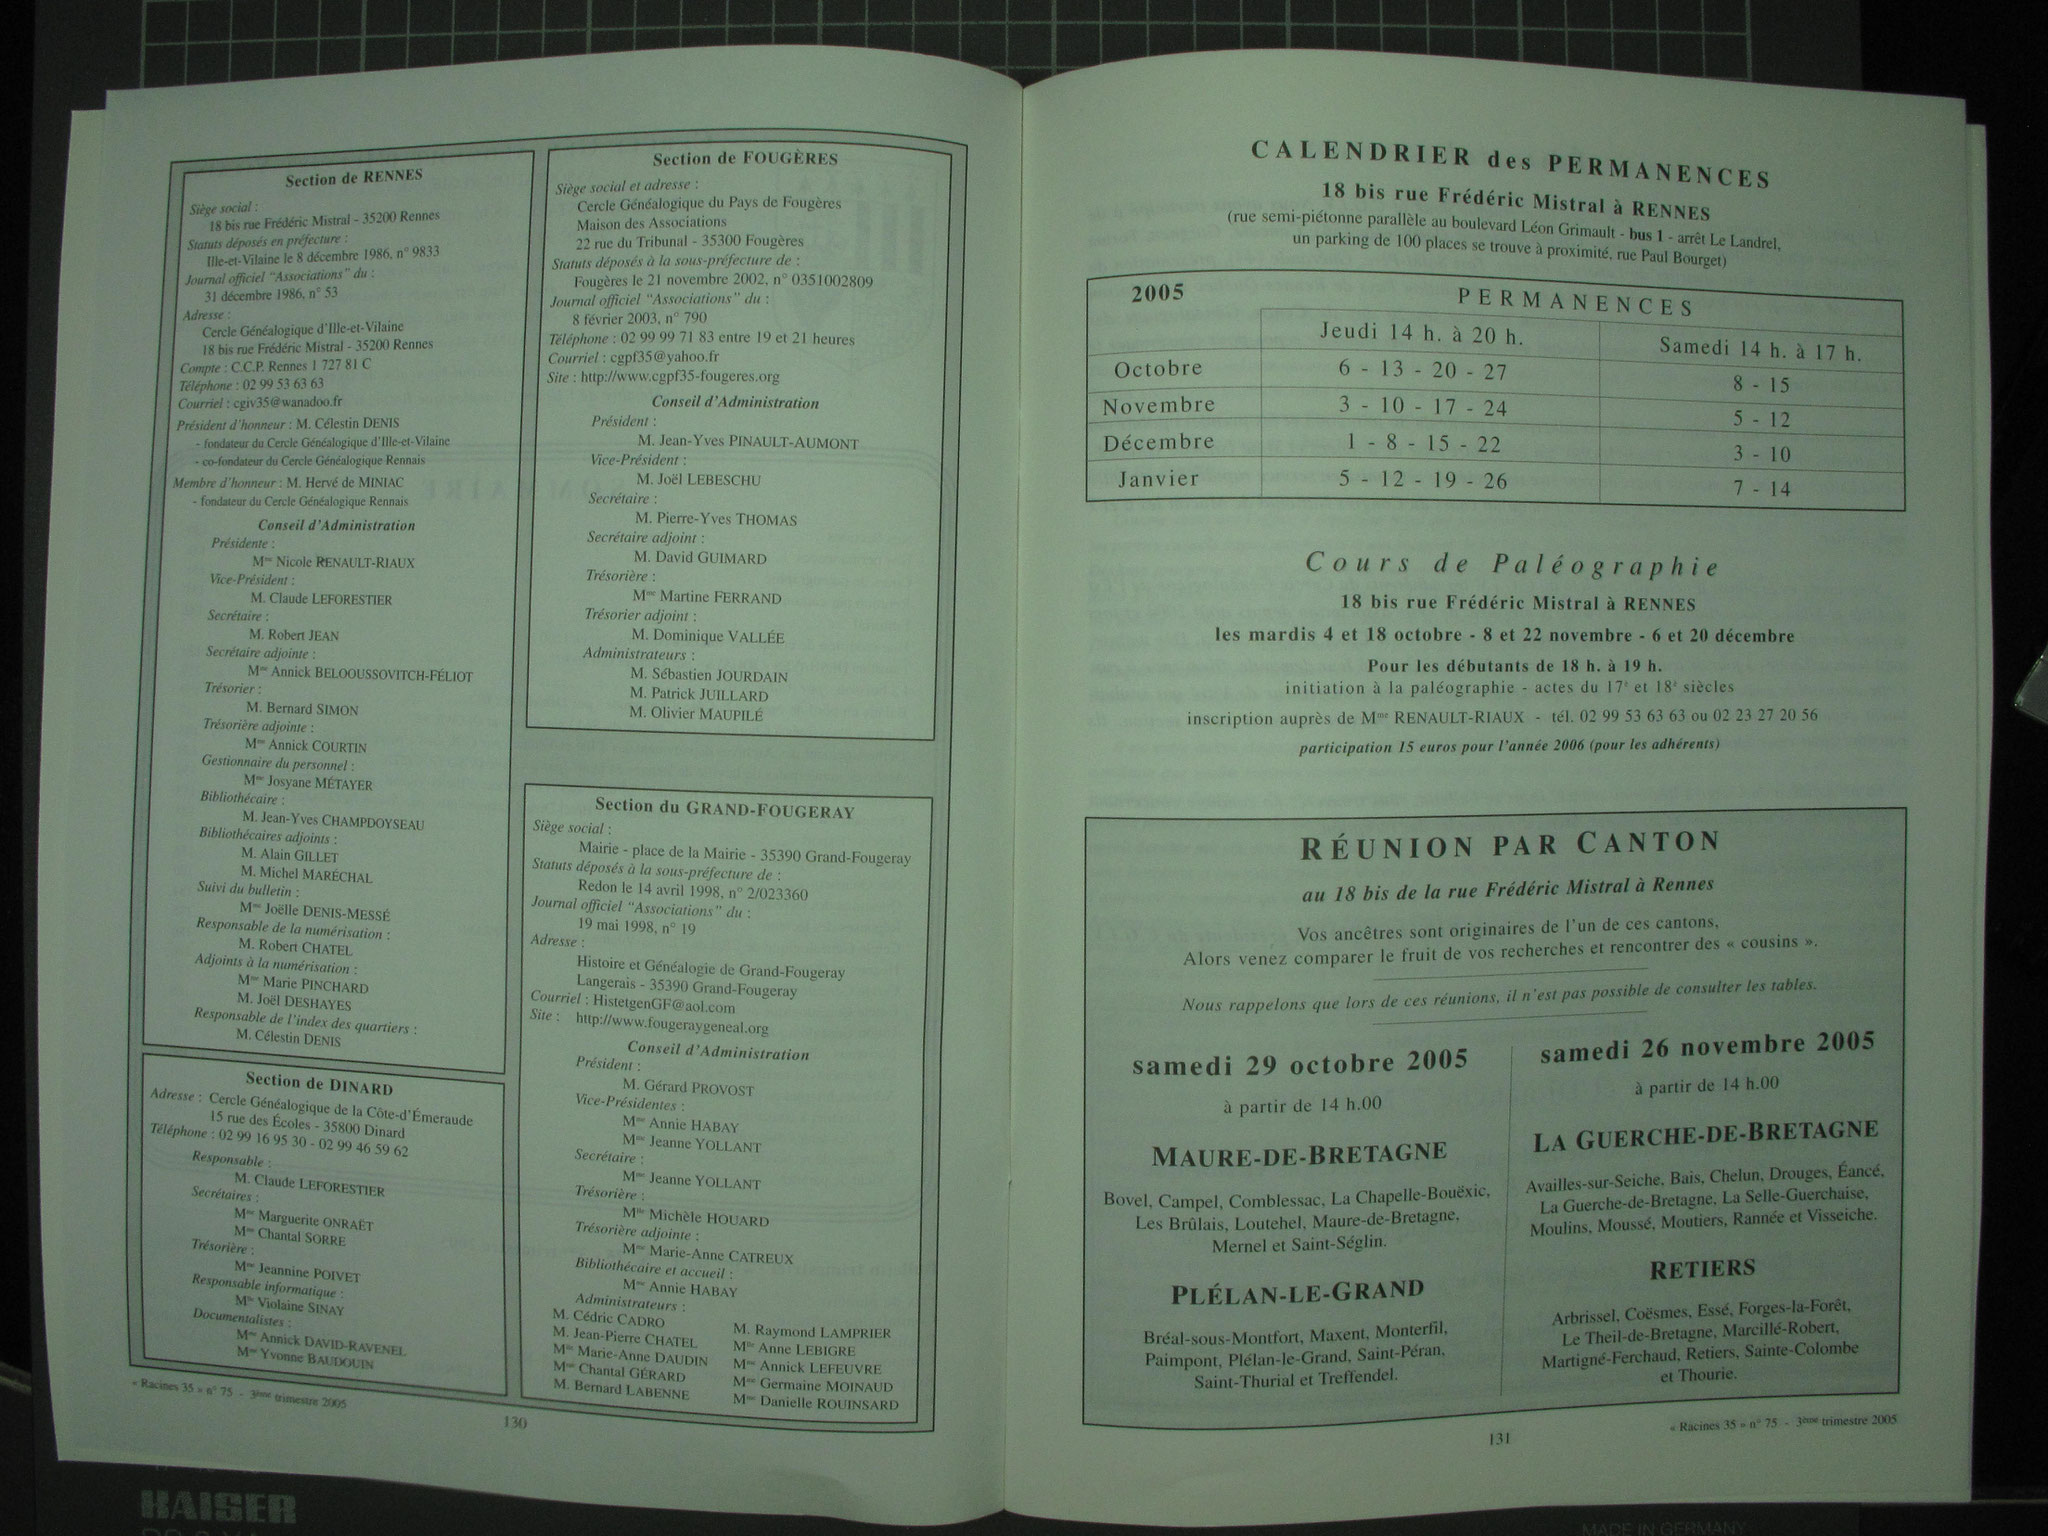 Section de RENNES
Siège social :
18 bis rue Frédéric Mistral - 35200 Rennes
Statuts déposés en préfecture :
Ille-et-Vilaine le 8 décembre 1986, n° 9833
Journal officiel “Associations” du :
31 décembre 1986, n° 53
Adresse :
Cercle Généalogique d’Ille-et-Vilaine
18 bis rue Frédéric Mistral - 35200 Rennes
Compte : C.C.P. Rennes 1 727 81 C
Téléphone : 02 99 53 63 63
Courriel : cgiv35@wanadoo.fr
Président d’honneur : M. Célestin DENIS
- fondateur du Cercle Généalogique d’Ille-et-Vilaine
- co-fondateur du Cercle Généalogique Rennais
Membre d’honneur : M. Hervé de MINIAC
- fondateur du Cercle Généalogique Rennais
Conseil d’Administration
Présidente :
Mme Nicole RENAULT-RIAUX
Vice-Président :
M. Claude LEFORESTIER
Secrétaire :
M. Robert JEAN
Secrétaire adjointe :
Mme Annick BELOOUSSOVITCH-FÉLIOT
Trésorier :
M. Bernard SIMON
Trésorière adjointe :
Mme Annick COURTIN
Gestionnaire du personnel :
Mme Josyane MÉTAYER
Bibliothécaire :
M. Jean-Yves CHAMPDOYSEAU
Bibliothécaires adjoints :
M. Alain GILLET
M. Michel MARÉCHAL
Suivi du bulletin :
Mme Joëlle DENIS-MESSÉ
Responsable de la numérisation :
M. Robert CHATEL
Adjoints à la numérisation :
Mme Marie PINCHARD
M. Joël DESHAYES
Responsable de l’index des quartiers :
M. Célestin DENIS
Section de DINARD
Adresse : Cercle Généalogique de la Côte-d’Émeraude
15 rue des Écoles - 35800 Dinard
Téléphone : 02 99 16 95 30 - 02 99 46 59 62
Responsable :
M. Claude LEFORESTIER
Secrétaires :
Mme Marguerite ONRAËT
Mme Chantal SORRE
Trésorière :
Mme Jeannine POIVET
Responsable informatique :
Mlle Violaine SINAY
Documentalistes :
Mme Annick DAVID-RAVENEL
Mme Yvonne BAUDOUIN
Section de FOUGÈRES
Siège social et adresse :
Cercle Généalogique du Pays de Fougères
Maison des Associations
22 rue du Tribunal - 35300 Fougères
Statuts déposés à la sous-préfecture de :
Fougères le 21 novembre 2002, n° 0351002809
Journal officiel “Associations” du :
8 février 2003, n° 790
Téléphone : 02 99 99 71 83 entre 19 et 21 heures
Courriel : cgpf35@yahoo.fr
Site : http://www.cgpf35-fougeres.org
Conseil d’Administration
Président :
M. Jean-Yves PINAULT-AUMONT
Vice-Président :
M. Joël LEBESCHU
Secrétaire :
M. Pierre-Yves THOMAS
Secrétaire adjoint :
M. David GUIMARD
Trésorière :
Mme Martine FERRAND
Trésorier adjoint :
M. Dominique VALLÉE
Administrateurs :
M. Sébastien JOURDAIN
M. Patrick JUILLARD
M. Olivier MAUPILÉ
Section du GRAND-FOUGERAY
Siège social :
Mairie - place de la Mairie - 35390 Grand-Fougeray
Statuts déposés à la sous-préfecture de :
Redon le 14 avril 1998, n° 2/023360
Journal officiel “Associations” du :
19 mai 1998, n° 19
Adresse :
Histoire et Généalogie de Grand-Fougeray
Langerais - 35390 Grand-Fougeray
Courriel : HistetgenGF@aol.com
Site : http://www.fougeraygeneal.org
Conseil d’Administration
Président :
M. Gérard PROVOST
Vice-Présidentes :
Mme Annie HABAY
Mme Jeanne YOLLANT
Secrétaire :
Mme Jeanne YOLLANT
Trésorière :
Mlle Michèle HOUARD
Trésorière adjointe :
Mme Marie-Anne CATREUX
Bibliothécaire et accueil :
Mme Annie HABAY
Administrateurs :
M. Cédric CADRO
M. Jean-Pierre CHATEL
Mme Marie-Anne DAUDIN
Mme Chantal GÉRARD
M. Bernard LABENNE
M. Raymond LAMPRIER
Mlle Anne LEBIGRE
Mme Annick LEFEUVRE
Mme Germaine MOINAUD
Mme Danielle ROUINSARD
« Racines 35 » n° 75 - 3ème trimestre 2005
130
CALENDRIER des PERMANENCES
18 bis rue Frédéric Mistral à RENNES
(rue semi-piétonne parallèle au boulevard Léon Grimault - bus 1 - arrêt Le Landrel,
un parking de 100 places se trouve à proximité, rue Paul Bourget)
2005 PERMANENCES
Jeudi 14 h. à 20 h. Samedi 14 h. à 17 h.
Octobre 6 - 13 - 20 - 27 8 - 15
Novembre 3 - 10 - 17 - 24 5 - 12
Décembre 1 - 8 - 15 - 22 3 - 10
Janvier 5 - 12 - 19 - 26 7 - 14
Cours de Paléographie
18 bis rue Frédéric Mistral à RENNES
les mardis 4 et 18 octobre - 8 et 22 novembre - 6 et 20 décembre
Pour les débutants de 18 h. à 19 h.
initiation à la paléographie - actes du 17e et 18e siècles
inscription auprès de Mme RENAULT-RIAUX - tél. 02 99 53 63 63 ou 02 23 27 20 56
participation 15 euros pour l’année 2006 (pour les adhérents)
RÉUNION PAR CANTON
au 18 bis de la rue Frédéric Mistral à Rennes
Vos ancêtres sont originaires de l’un de ces cantons,
Alors venez comparer le fruit de vos recherches et rencontrer des « cousins ».
Nous rappelons que lors de ces réunions, il n’est pas possible de consulter les tables.
samedi 29 octobre 2005
à partir de 14 h.00
MAURE-DE-BRETAGNE
Bovel, Campel, Comblessac, La Chapelle-Bouëxic,
Les Brûlais, Loutehel, Maure-de-Bretagne,
Mernel et Saint-Séglin.
PLÉLAN-LE-GRAND
Bréal-sous-Montfort, Maxent, Monterfil,
Paimpont, Plélan-le-Grand, Saint-Péran,
Saint-Thurial et Treffendel.
samedi 26 novembre 2005
à partir de 14 h.00
LA GUERCHE-DE-BRETAGNE
Availles-sur-Seiche, Bais, Chelun, Drouges, Éancé,
La Guerche-de-Bretagne, La Selle-Guerchaise,
Moulins, Moussé, Moutiers, Rannée et Visseiche.
RETIERS
Arbrissel, Coësmes, Essé, Forges-la-Forêt,
Le Theil-de-Bretagne, Marcillé-Robert,
Martigné-Ferchaud, Retiers, Sainte-Colombe
et Thourie.
« Racines 35 » n° 75 - 3ème trimestre 2005
131
KAISER
MADE IN GERMANY